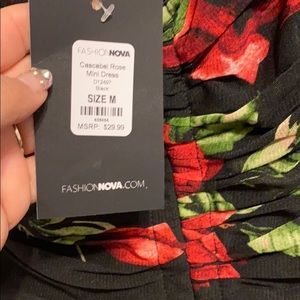 FASHIONNOVA
Cascabel Rose
Mini Dress
D12497
Black
SIZE M
MSRP: $29.99
FASHIONNOVA.COM